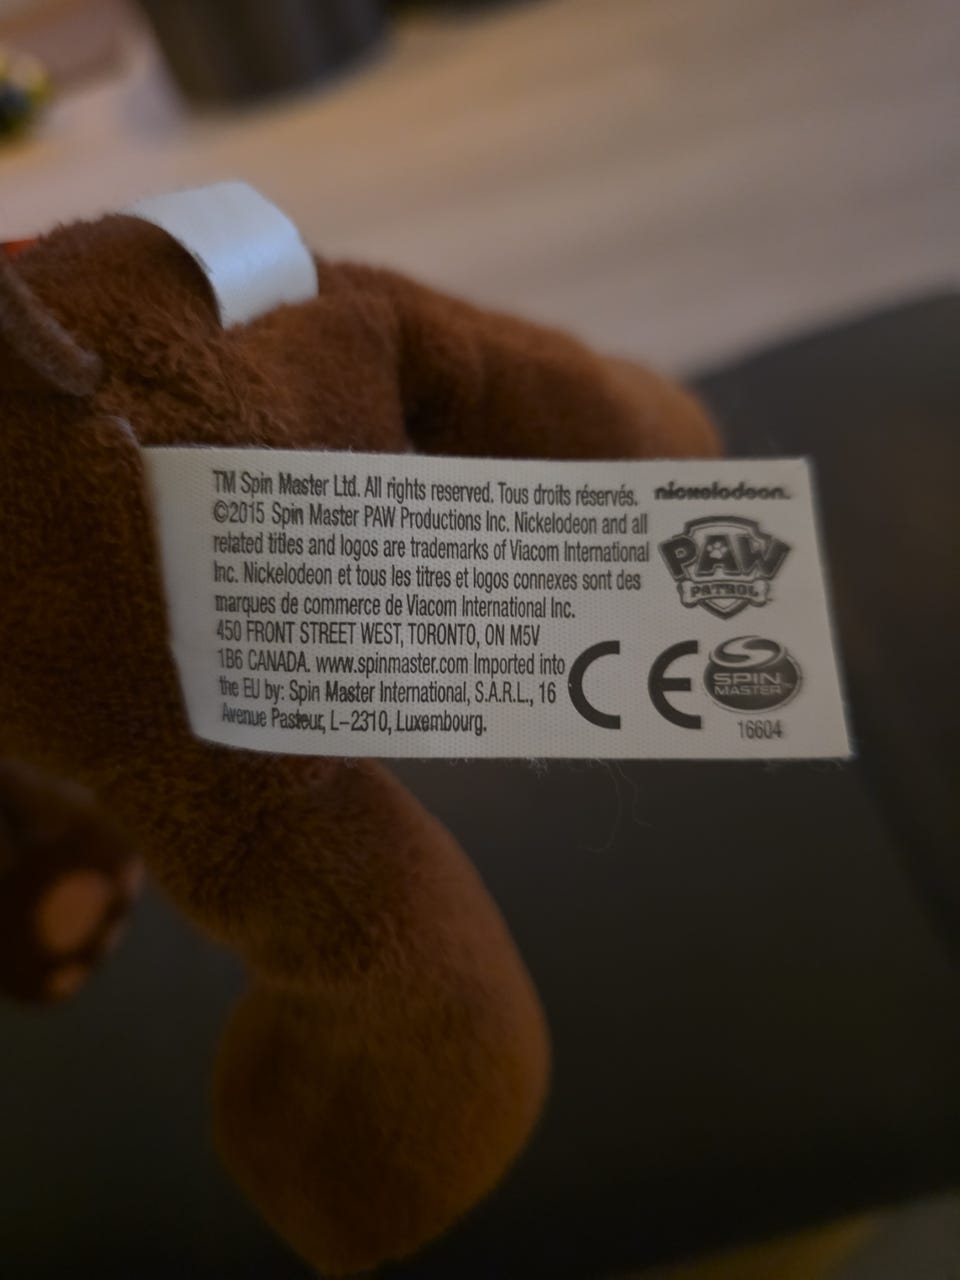 TM Spin Master Ltd. All rights reserved. Tous droits réservés.
©2015 Spin Master PAW Productions Inc. Nickelodeon and all
related titles and logos are trademarks of Viacom International
Inc. Nickelodeon et tous les titres et logos connexes sont des
marques de commerce de Viacom International Inc.
450 FRONT STREET WEST, TORONTO, ON M5V
1B6 CANADA. www.spinmaster.com Imported into
the EU by: Spin Master International, S.A.R.L., 16
Avenue Pasteur, L–2310, Luxembourg.
nickelodeon
PAW
PATROL
CE
SPIN
MASTER™
16604